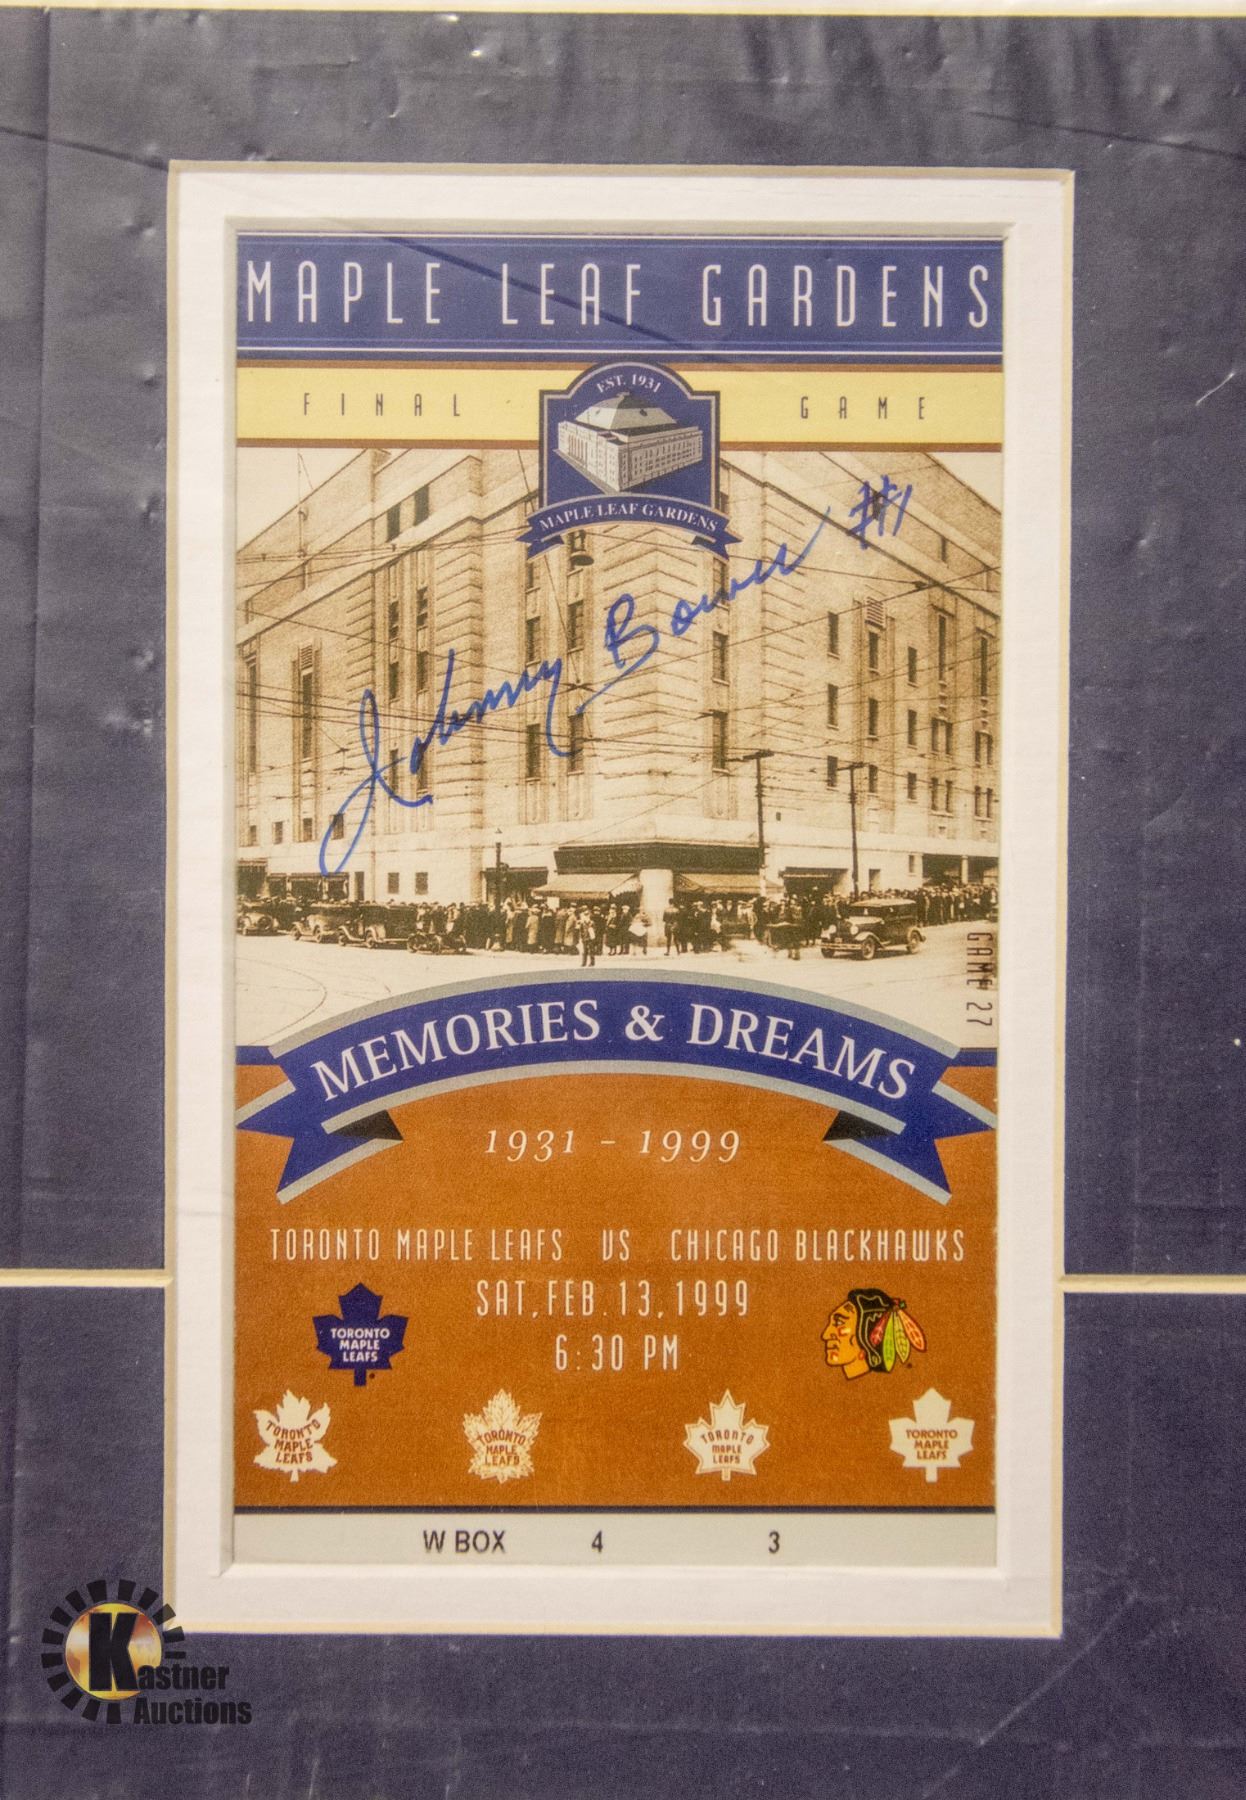 MAPLE LEAF GARDENS
FINAL GAME
EST. 1931
MAPLE LEAF GARDENS
Johnny Bower #1
GAME 27
MEMORIES & DREAMS
1931 - 1999
TORONTO MAPLE LEAFS VS CHICAGO BLACKHAWKS
SAT, FEB. 13, 1999
6:30 PM
TORONTO
MAPLE
LEAFS
TORONTO
MAPLE
LEAFS
TORONTO
MAPLE
LEAFS
TORONTO
MAPLE
LEAFS
TORONTO
MAPLE
LEAFS
W BOX 4 3
Kastner
Auctions